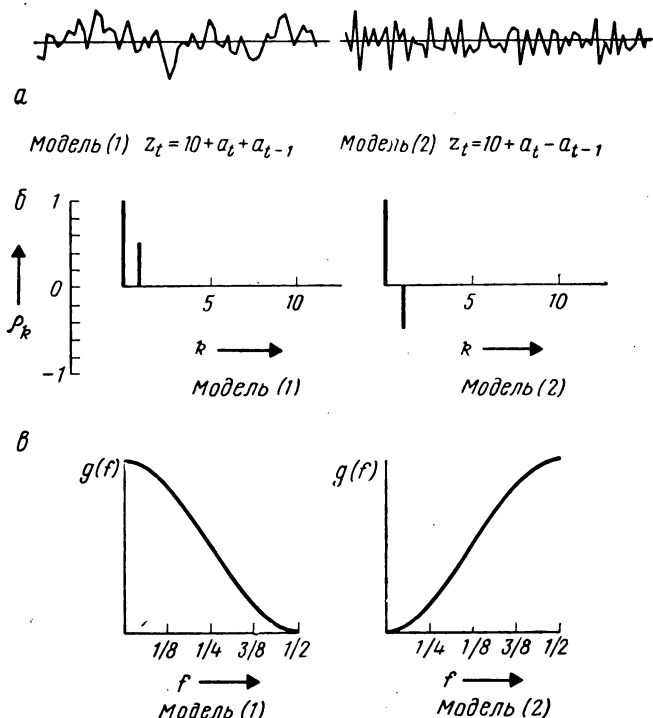 а
Модель (1) z_t = 10 + a_t + a_{t-1}
Модель (2) z_t = 10 + a_t - a_{t-1}
б
1
0
-1
ρ_k
5 10
k
Модель (1)
5 10
k
Модель (2)
в
g(f)
1/8 1/4 3/8 1/2
f
Модель (1)
g(f)
1/4 1/8 3/8 1/2
f
Модель (2)